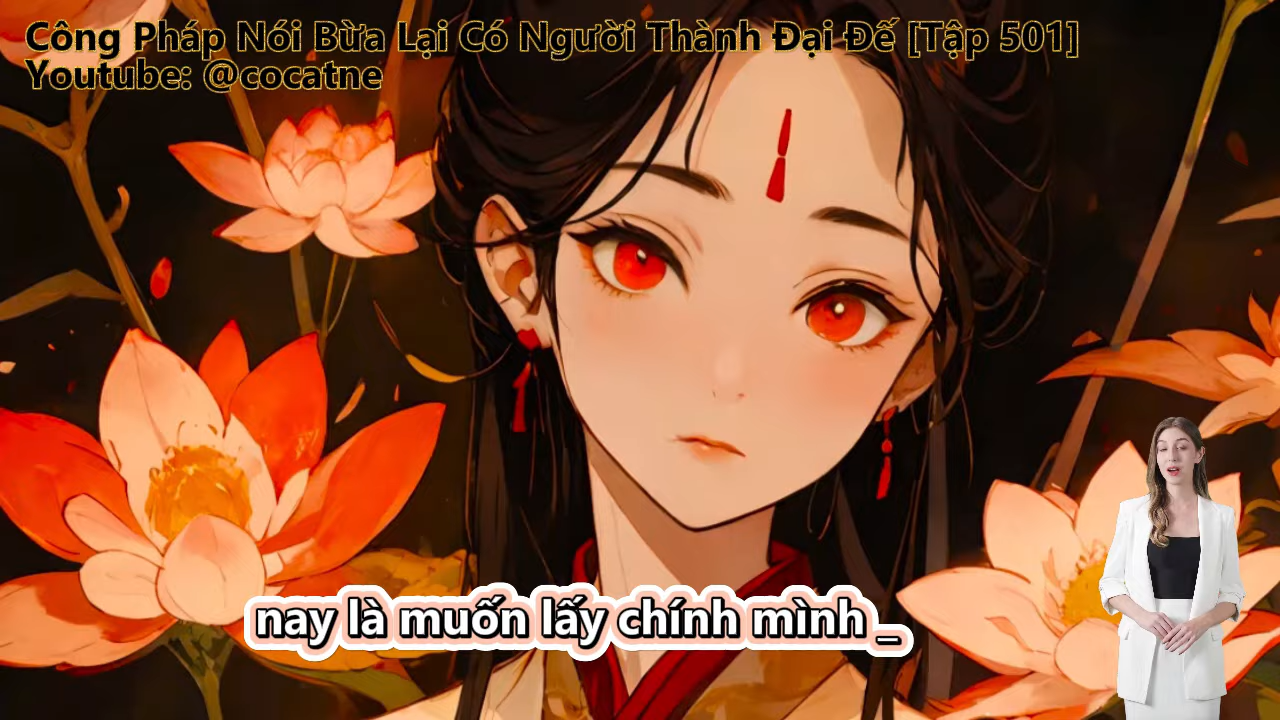 Công Pháp Nói Bừa Lại Có Người Thành Đại Đế [Tập 501]
Youtube: @cocatne
nay là muốn lấy chính mình _